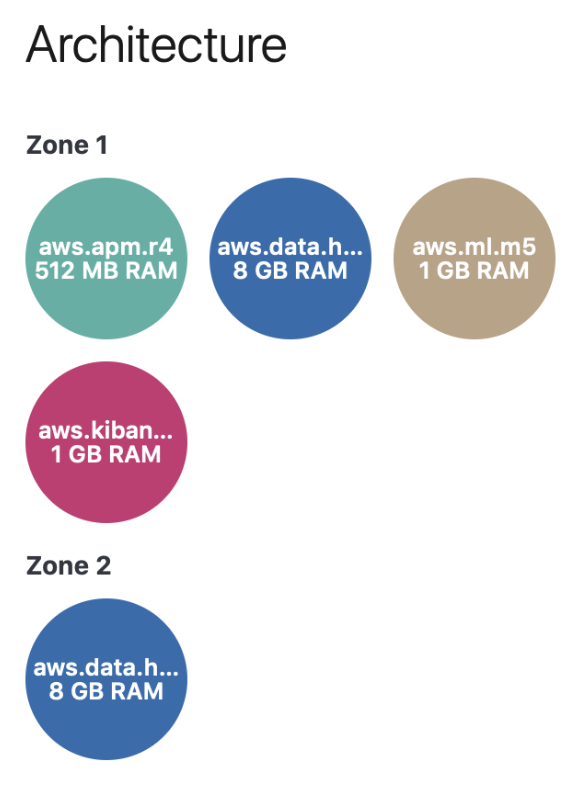 Architecture
Zone 1
aws.apm.r4
512 MB RAM
aws.data.h...
8 GB RAM
aws.ml.m5
1 GB RAM
aws.kiban...
1 GB RAM
Zone 2
aws.data.h...
8 GB RAM